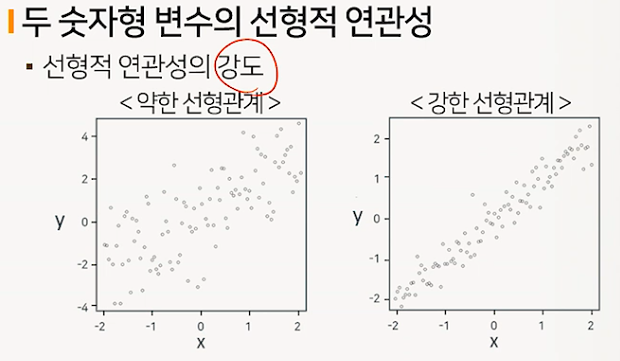 두 숫자형 변수의 선형적 연관성
▪ 선형적 연관성의 강도
< 약한 선형관계 >
4
2
0
-2
-4
y
-2 -1 0 1 2
x
< 강한 선형관계 >
2
1
0
-1
-2
y
-2 -1 0 1 2
x